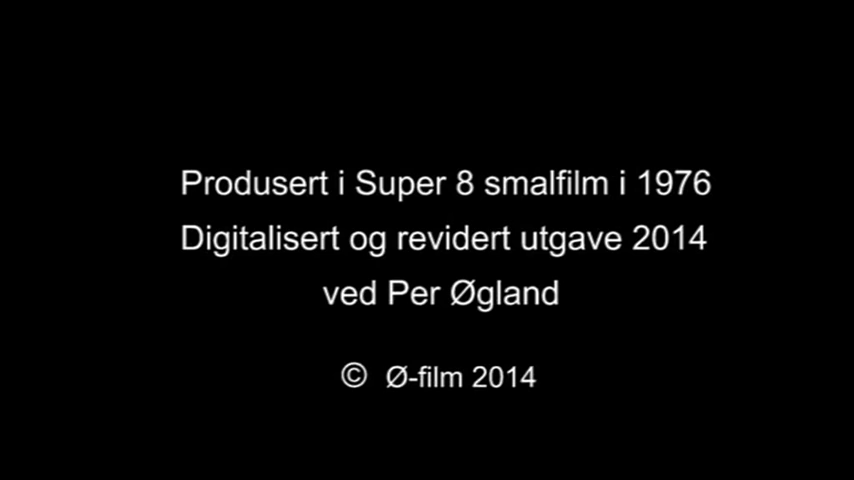 Produsert i Super 8 smalfilm i 1976
Digitalisert og revidert utgave 2014
ved Per Øgland
© Ø-film 2014